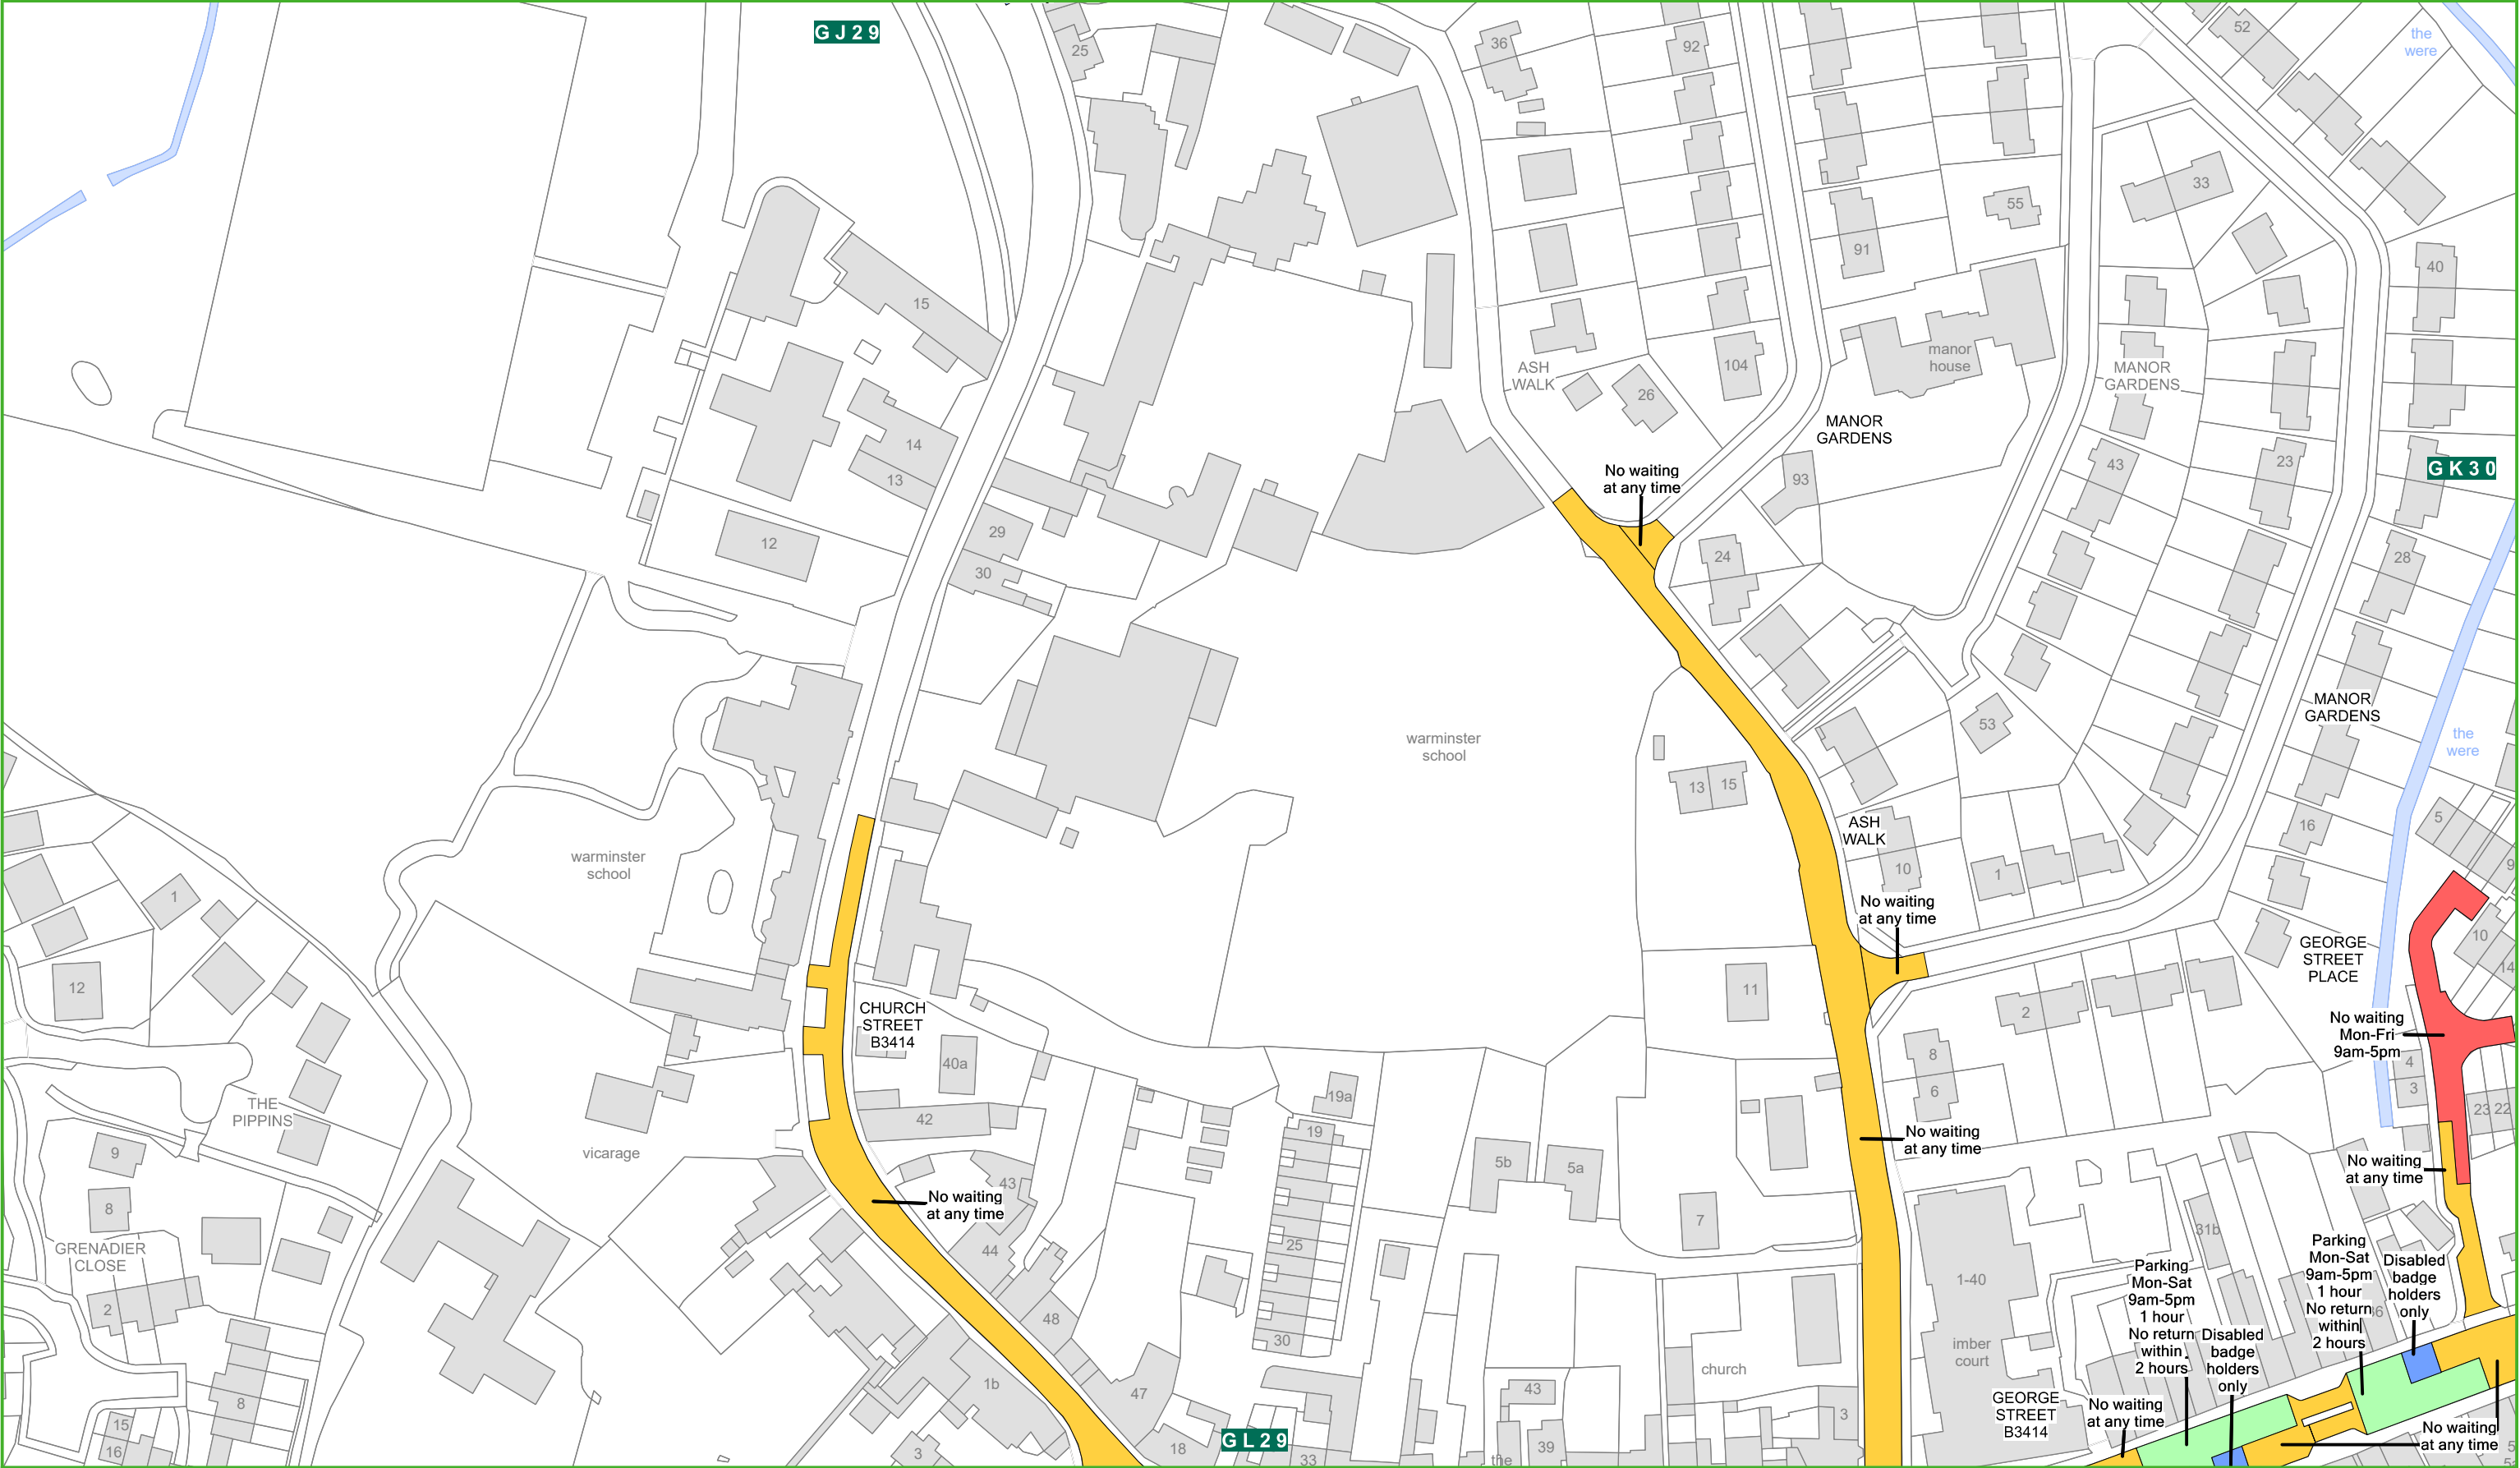 GJ29
25
36
92
52
the
were
33
55
91
40
15
ASH
WALK
26
104
manor
house
MANOR
GARDENS
MANOR
GARDENS
14
13
No waiting
at any time
93
43
23
GK30
29
12
30
24
28
53
MANOR
GARDENS
the
were
warminster
school
13
15
ASH
WALK
16
5
9
warminster
school
1
10
1
No waiting
at any time
GEORGE
STREET
PLACE
10
14
12
11
2
CHURCH
STREET
B3414
No waiting
Mon-Fri
9am-5pm
40a
8
6
4
3
THE
PIPPINS
19a
42
19
23
22
9
vicarage
No waiting
at any time
5b
5a
No waiting
at any time
43
No waiting
at any time
8
7
31b
GRENADIER
CLOSE
44
25
1-40
Parking
Mon-Sat
9am-5pm
1 hour
No return
within
2 hours
Parking
Mon-Sat
9am-5pm
1 hour
No return
within
2 hours
Disabled
badge
holders
only
2
48
30
imber
court
Disabled
badge
holders
only
8
1b
47
43
church
GEORGE
STREET
B3414
No waiting
at any time
15
16
3
18
GL29
33
the
39
3
No waiting
at any time